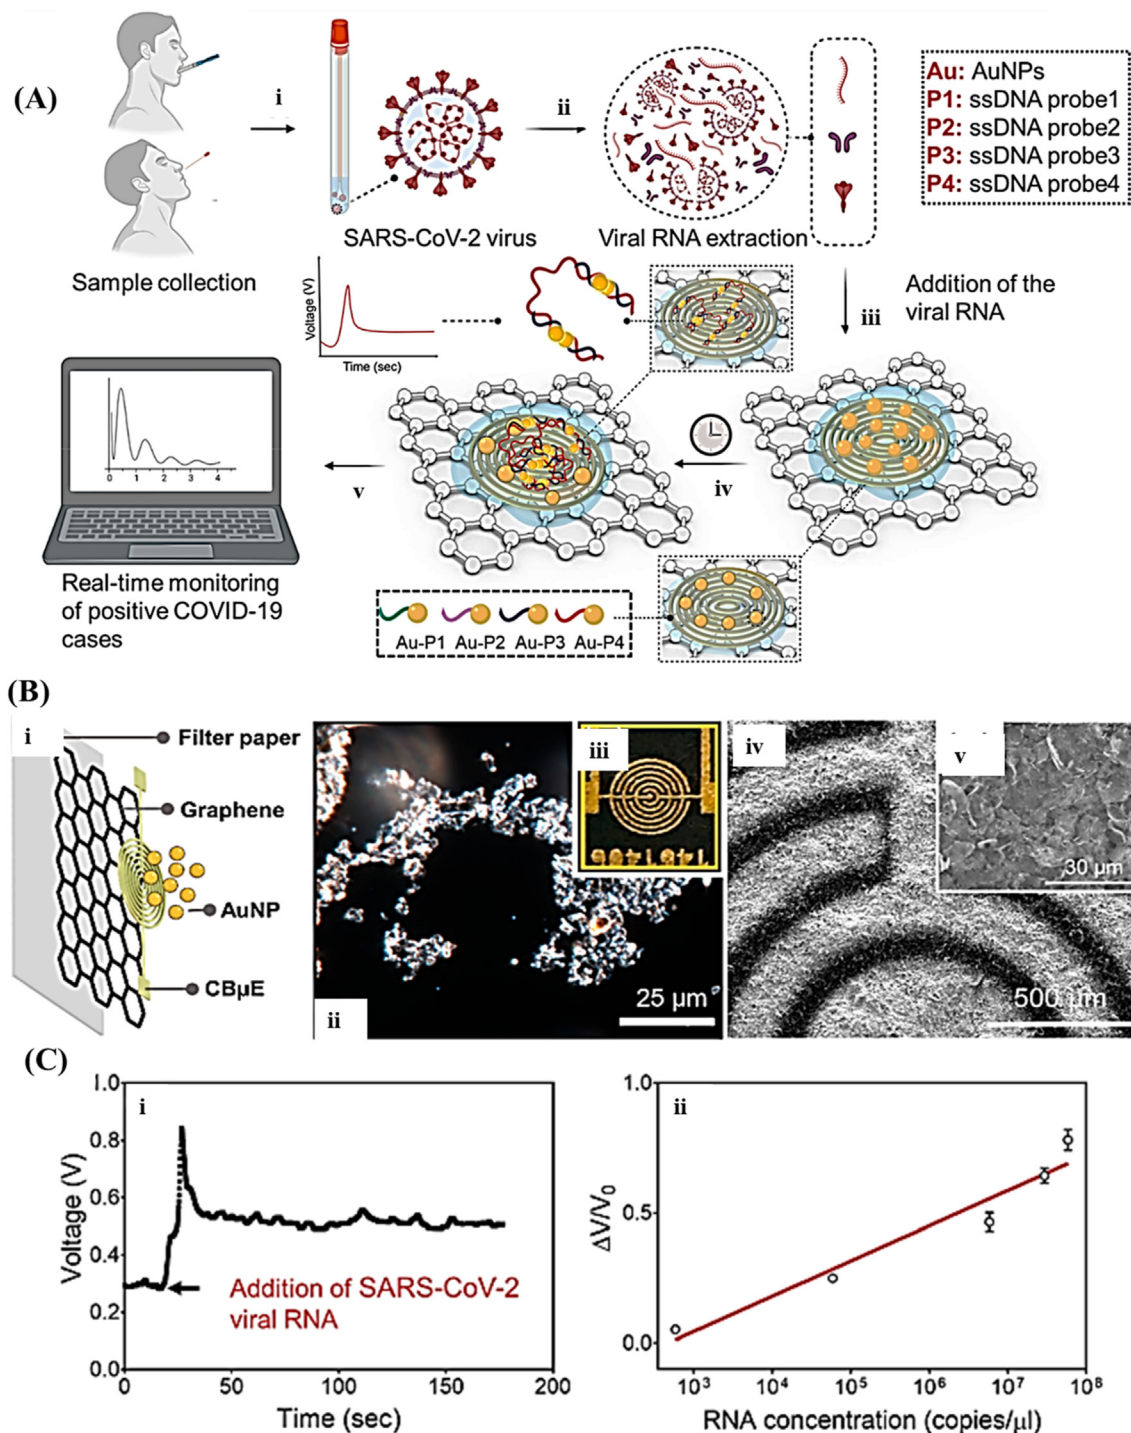 (A)
i
ii
Au: AuNPs
P1: ssDNA probe1
P2: ssDNA probe2
P3: ssDNA probe3
P4: ssDNA probe4
Sample collection
SARS-CoV-2 virus
Viral RNA extraction
Addition of the
viral RNA
iii
Voltage (V)
Time (sec)
0 1 2 3 4
v
iv
Real-time monitoring
of positive COVID-19
cases
Au-P1 Au-P2 Au-P3 Au-P4
(B)
i
Filter paper
Graphene
AuNP
CBµE
ii
25 µm
iii
iv
500 µm
v
30 µm
(C)
i
Voltage (V)
1.0
0.8
0.6
0.4
0.2
0.0
Addition of SARS-CoV-2
viral RNA
0 50 100 150 200
Time (sec)
ii
ΔV/V0
1.0
0.5
0.0
10³ 10⁴ 10⁵ 10⁶ 10⁷ 10⁸
RNA concentration (copies/µl)